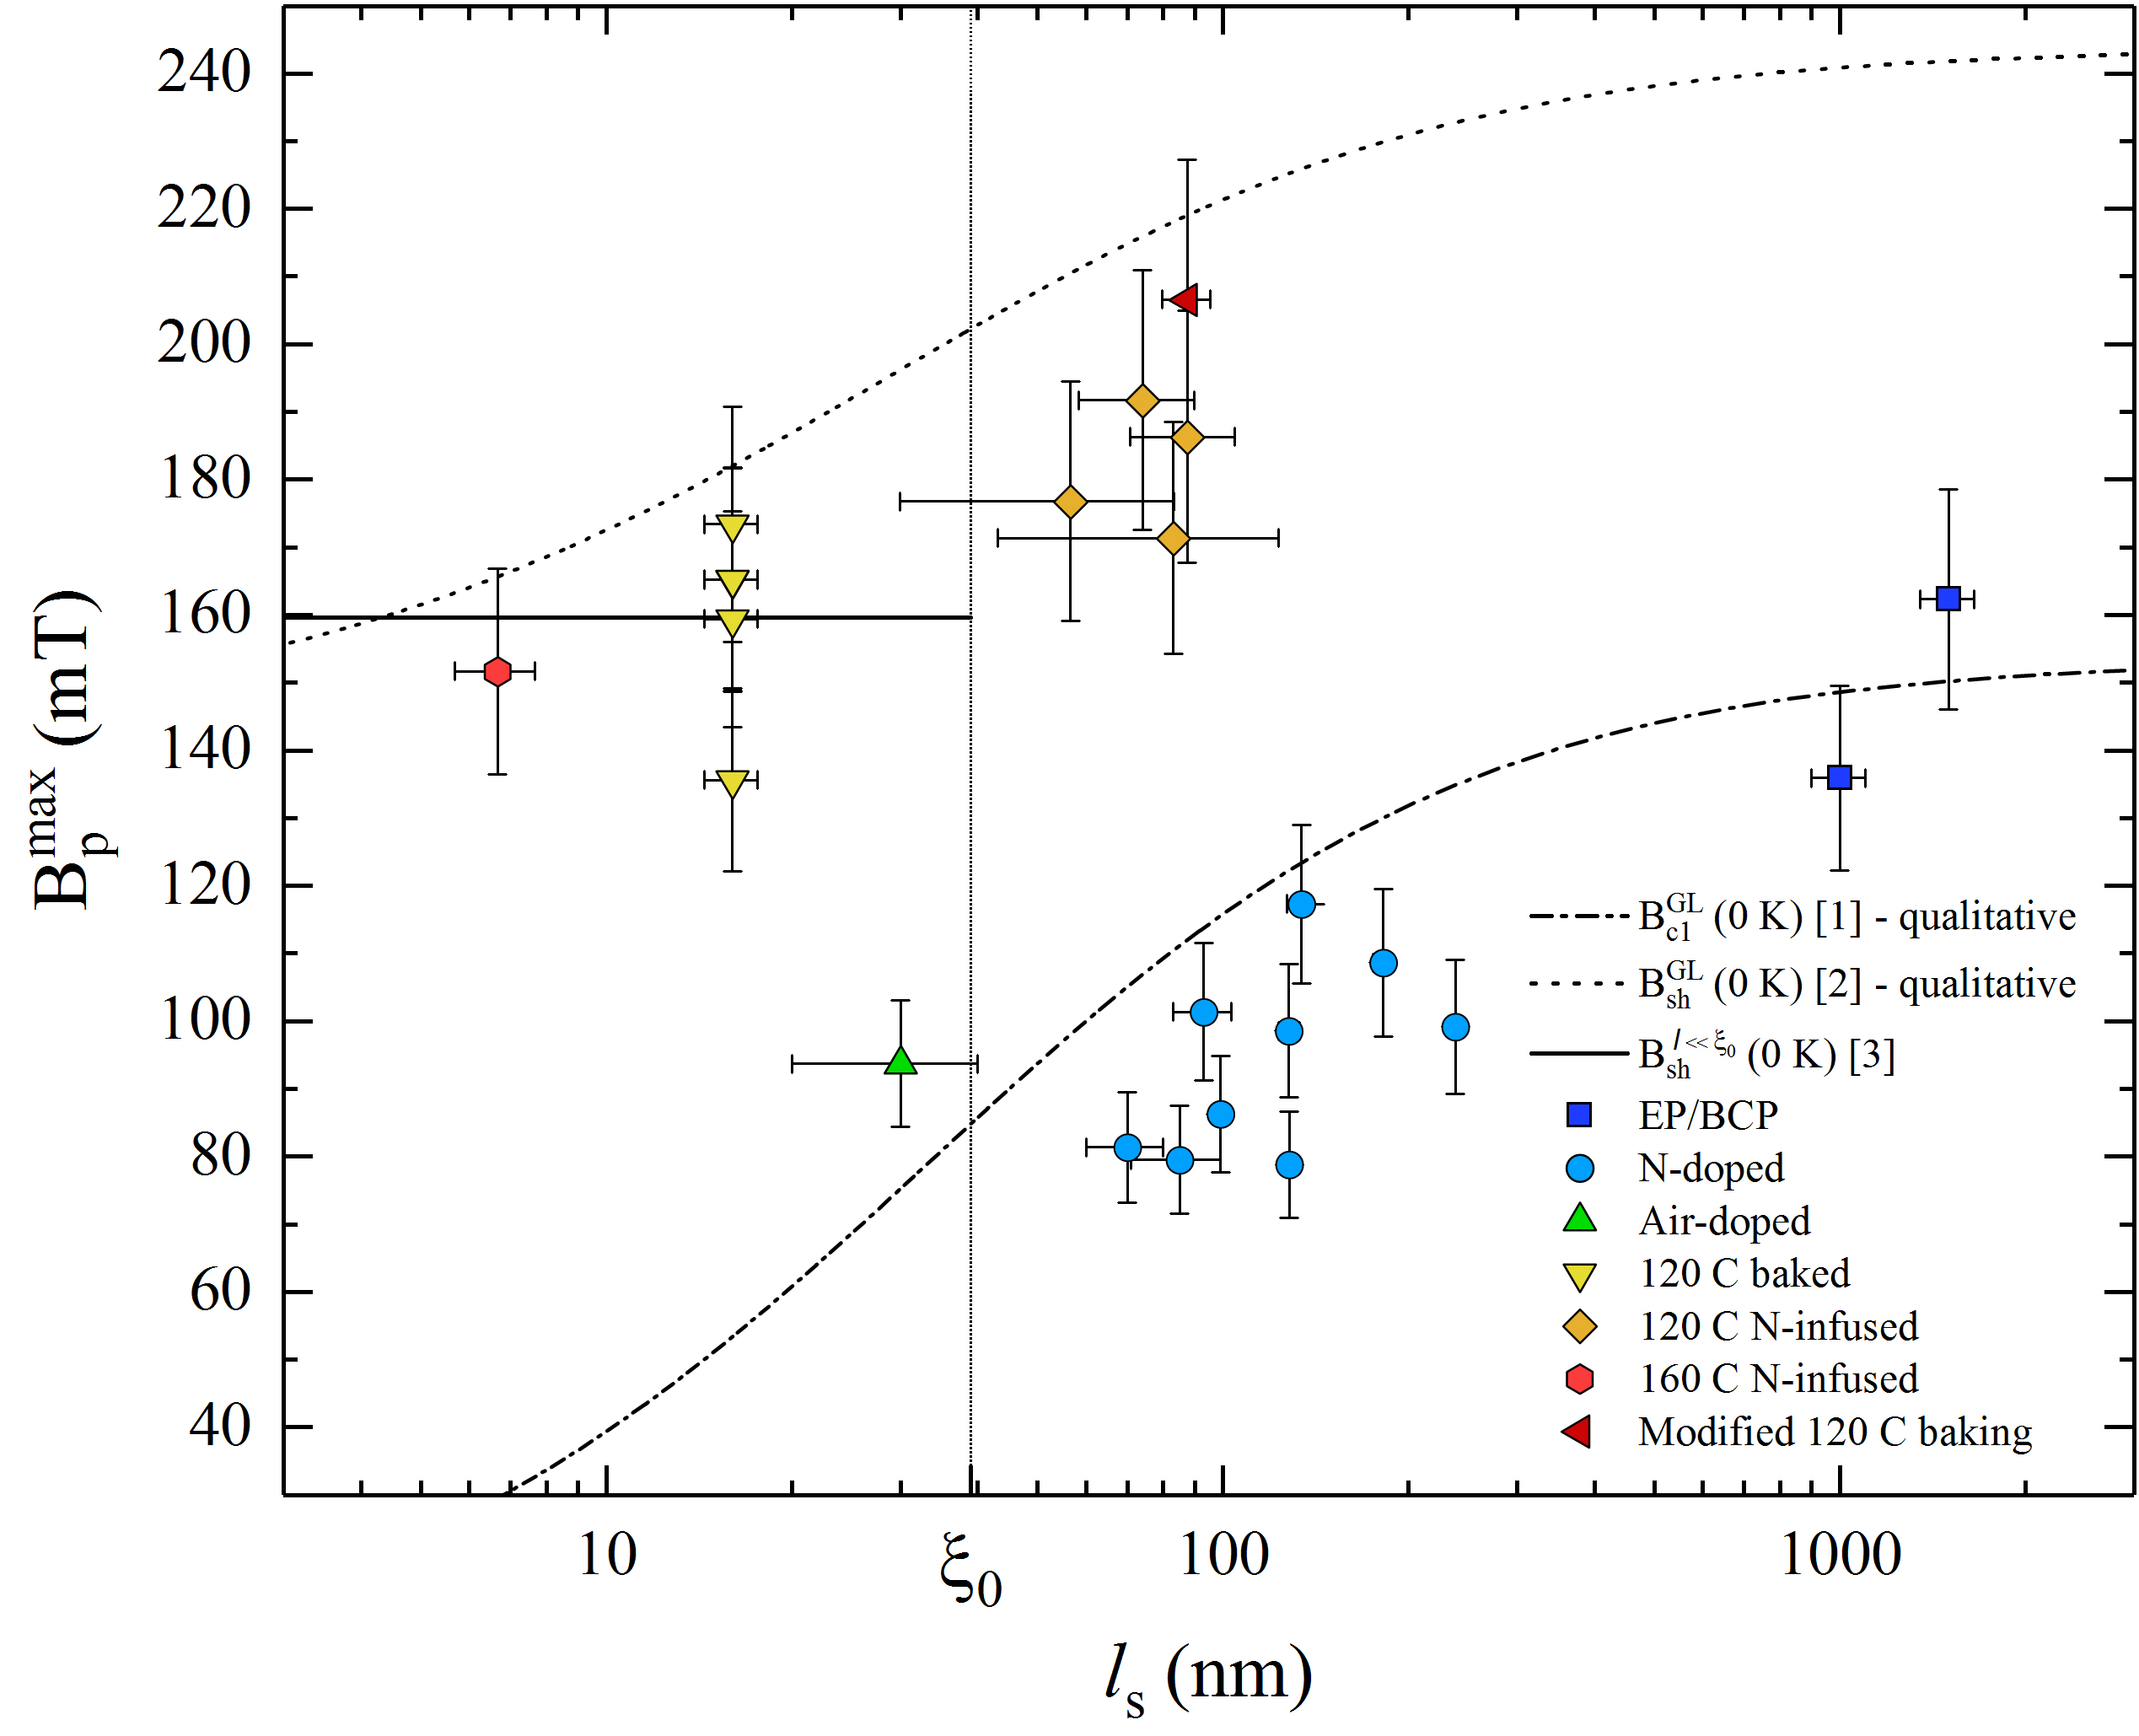 B_p^max (mT)
240
220
200
180
160
140
120
100
80
60
40
10
ξ0
100
1000
l_s (nm)
B_c1^GL (0 K) [1] - qualitative
B_sh^GL (0 K) [2] - qualitative
B_sh^l<<ξ0 (0 K) [3]
EP/BCP
N-doped
Air-doped
120 C baked
120 C N-infused
160 C N-infused
Modified 120 C baking